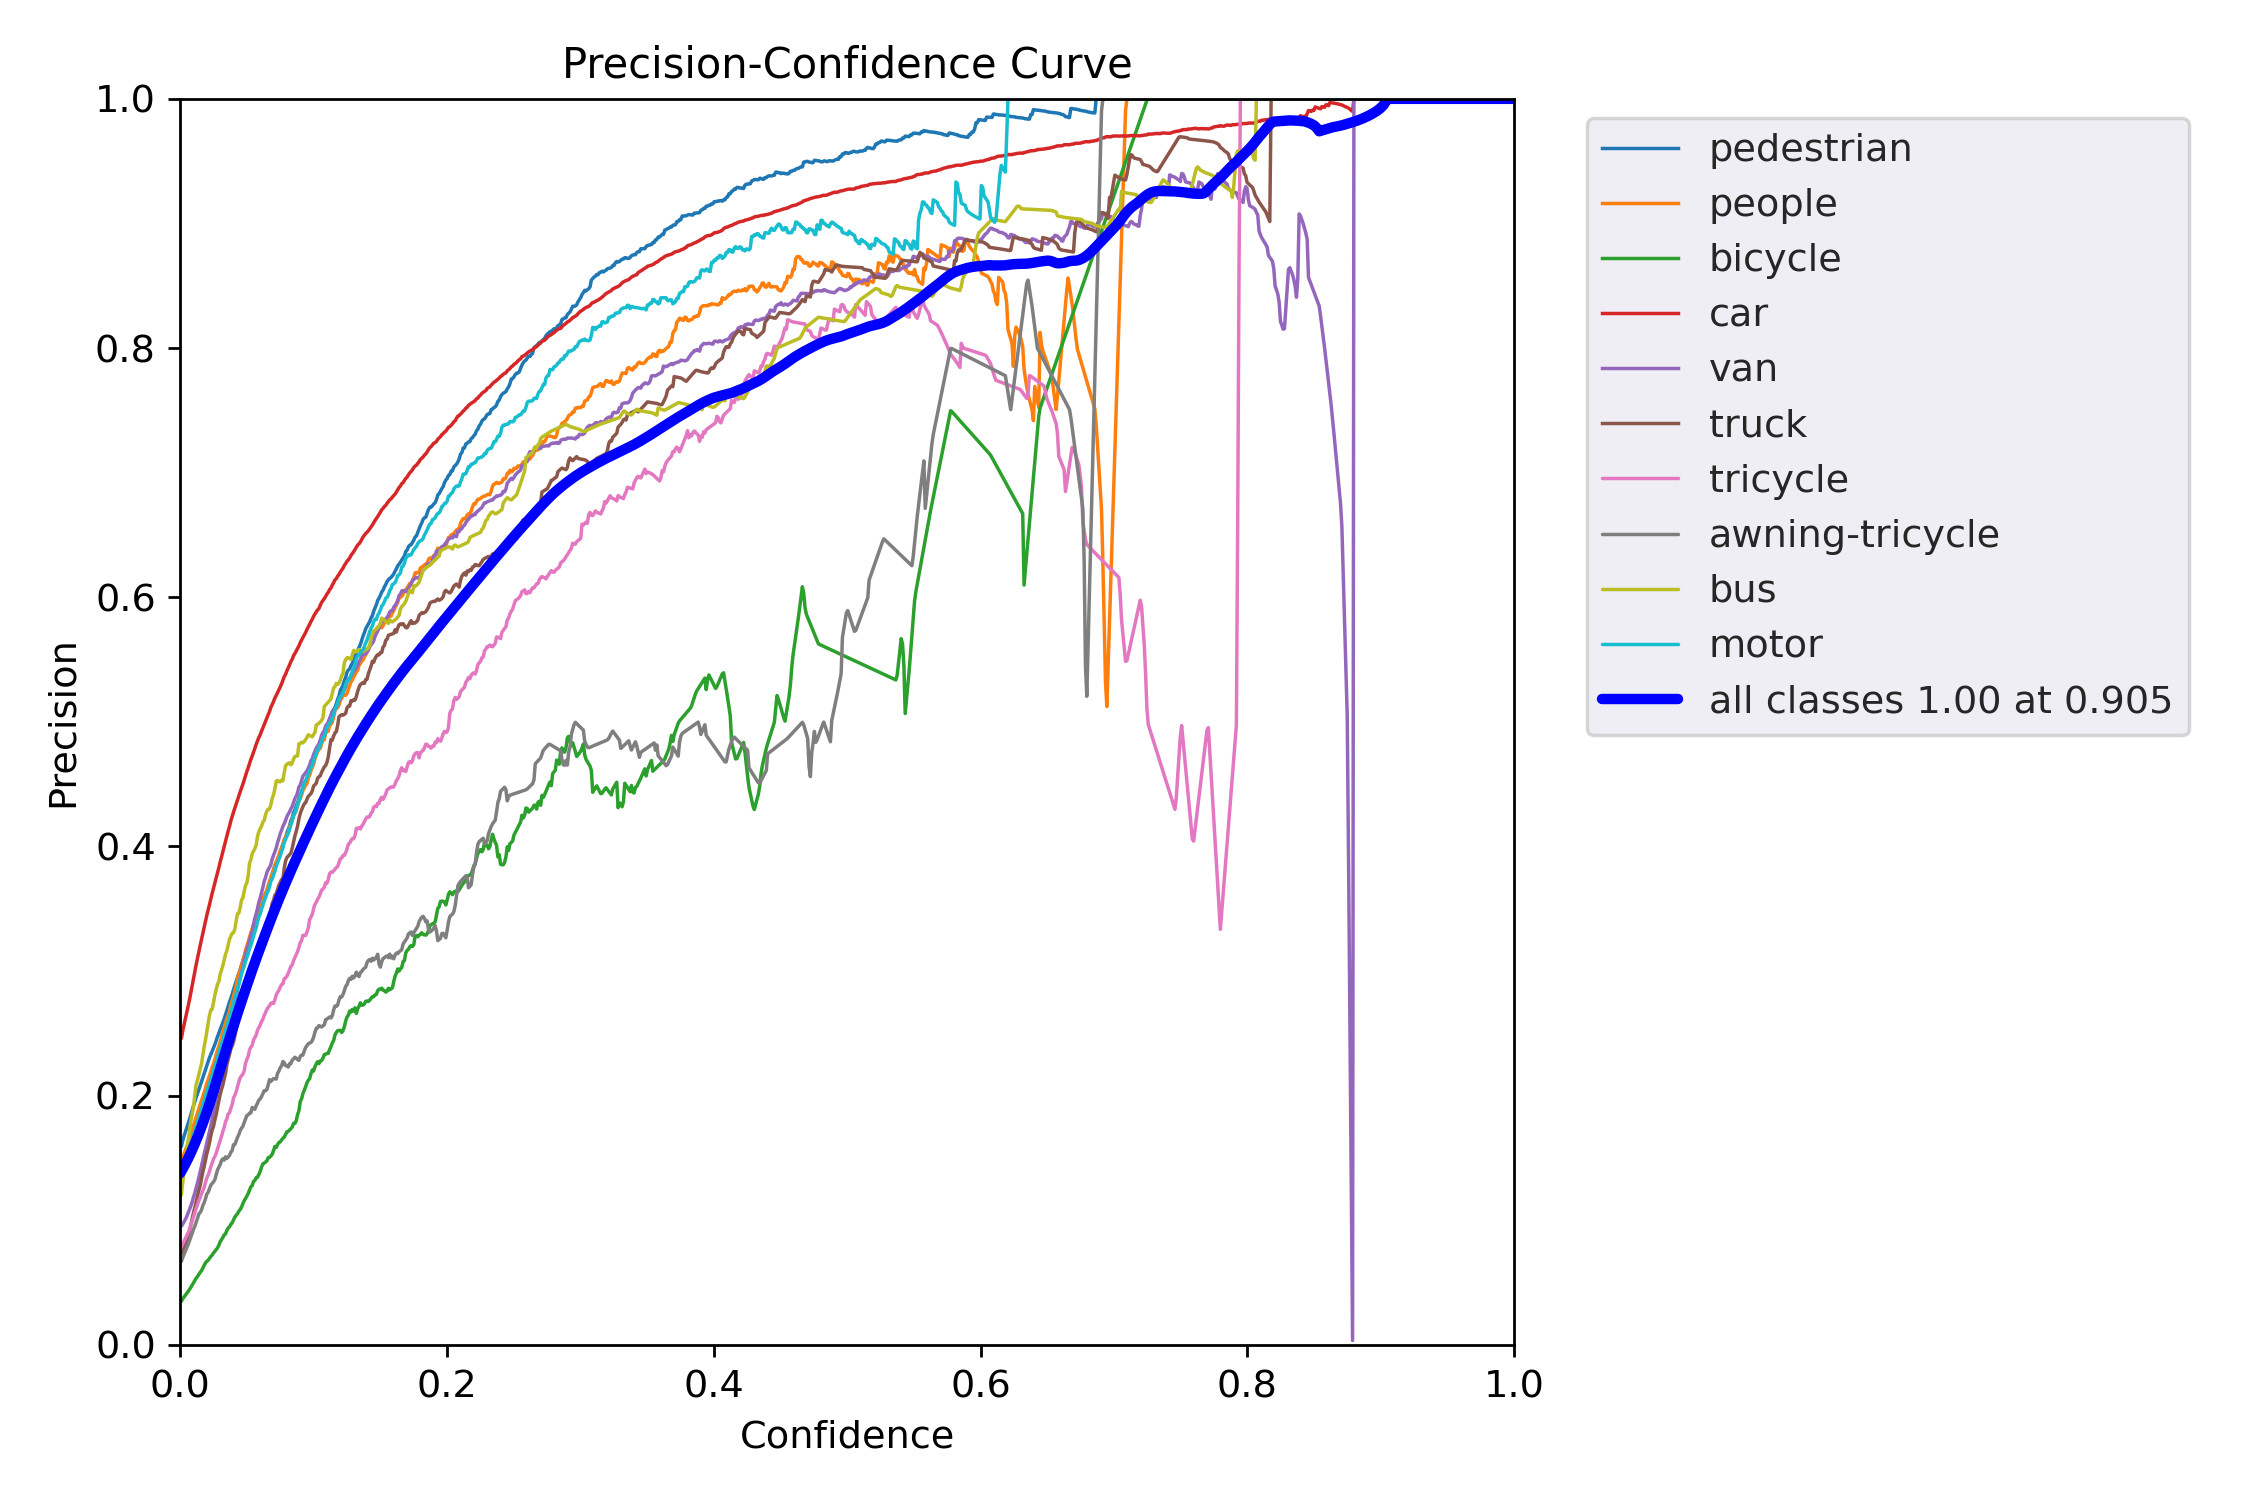 Precision-Confidence Curve
1.0
0.8
0.6
0.4
0.2
0.0
Precision
0.0 0.2 0.4 0.6 0.8 1.0
Confidence
pedestrian
people
bicycle
car
van
truck
tricycle
awning-tricycle
bus
motor
all classes 1.00 at 0.905